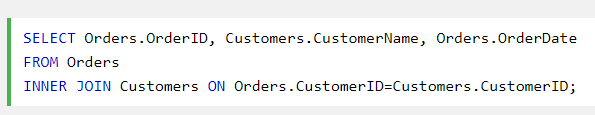 SELECT Orders.OrderID, Customers.CustomerName, Orders.OrderDate
FROM Orders
INNER JOIN Customers ON Orders.CustomerID=Customers.CustomerID;